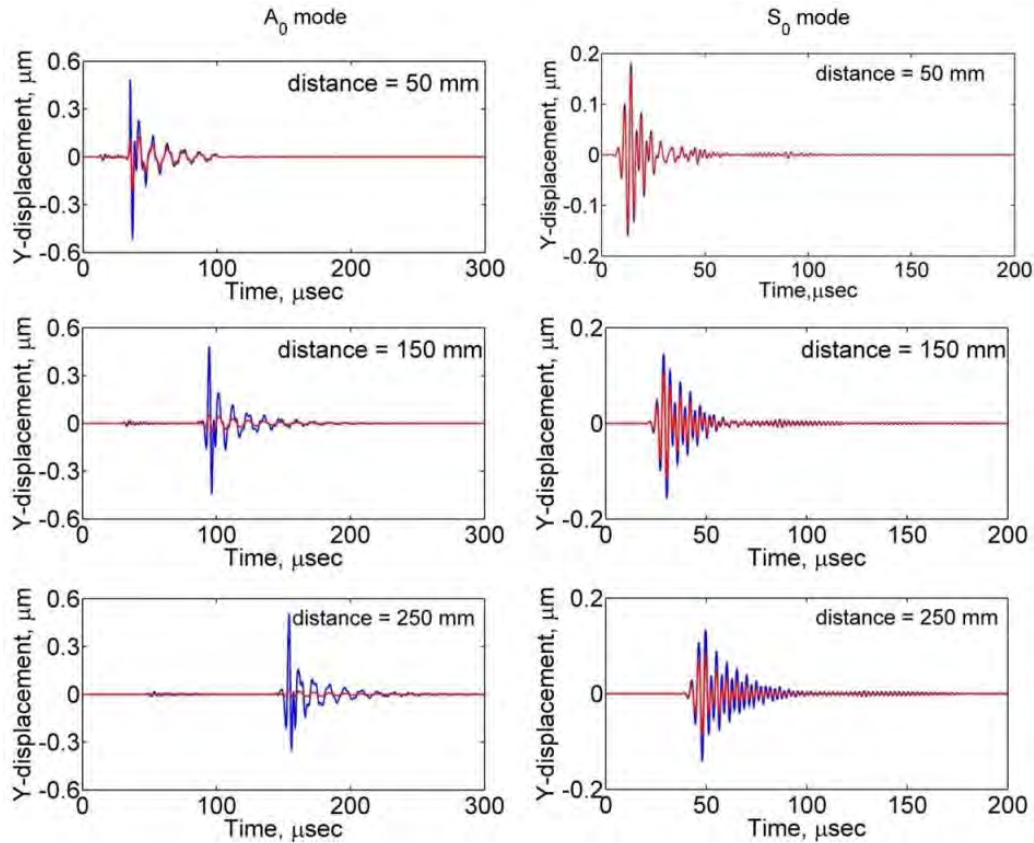 A0 mode
S0 mode
0.6
0.3
0
-0.3
-0.6
Y-displacement, μm
distance = 50 mm
0 100 200 300
Time, μsec
0.2
0.1
0
-0.1
-0.2
Y-displacement, μm
distance = 50 mm
0 50 100 150 200
Time,μsec
0.6
0.3
0
-0.3
-0.6
Y-displacement, μm
distance = 150 mm
0 100 200 300
Time, μsec
0.2
0
-0.2
Y-displacement, μm
distance = 150 mm
0 50 100 150 200
Time, μsec
0.6
0.3
0
-0.3
-0.6
Y-displacement, μm
distance = 250 mm
0 100 200 300
Time, μsec
0.2
0
-0.2
Y-displacement, μm
distance = 250 mm
0 50 100 150 200
Time, μsec